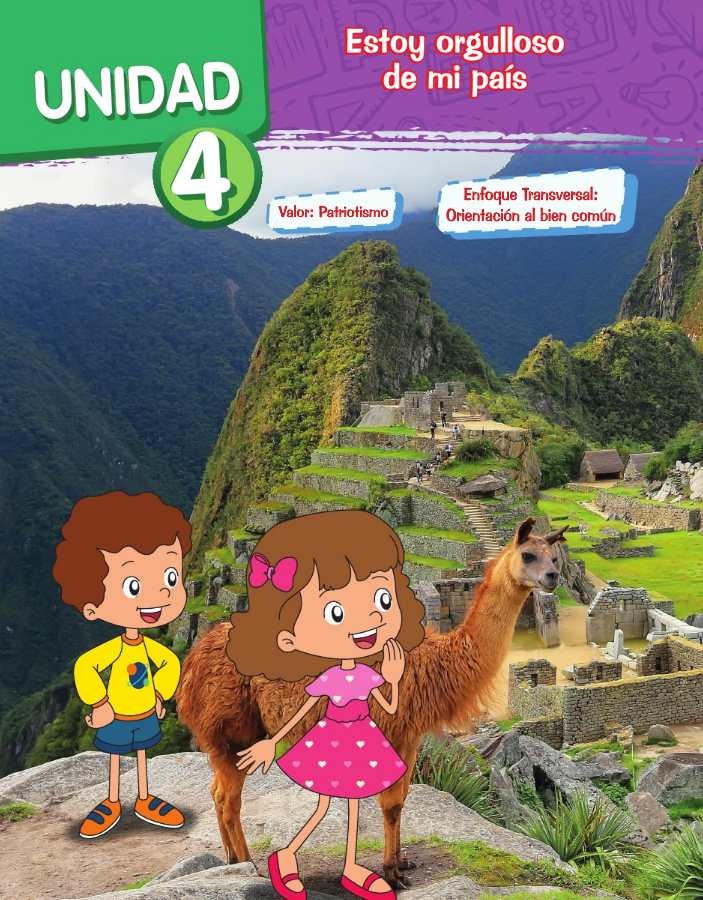 UNIDAD
4
Estoy orgulloso
de mi país
Valor: Patriotismo
Enfoque Transversal:
Orientación al bien común